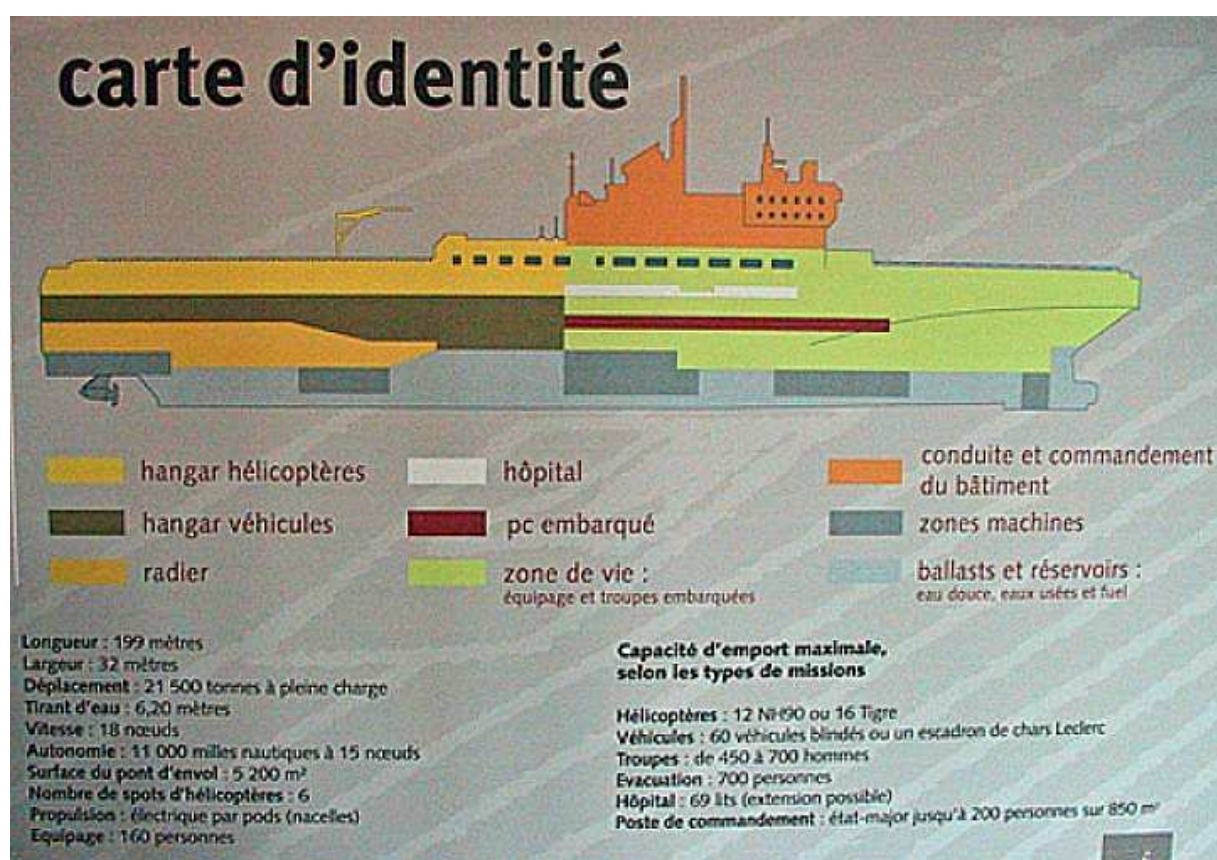 carte d'identité
hangar hélicoptères
hangar véhicules
radier
hôpital
pc embarqué
zone de vie :
équipage et troupes embarquées
conduite et commandement
du bâtiment
zones machines
ballasts et réservoirs :
eau douce, eaux usées et fuel
Longueur : 199 mètres
Largeur : 32 mètres
Déplacement : 21 500 tonnes à pleine charge
Tirant d'eau : 6,20 mètres
Vitesse : 18 nœuds
Autonomie : 11 000 milles nautiques à 15 nœuds
Surface du pont d'envol : 5 200 m²
Nombre de spots d'hélicoptères : 6
Propulsion : électrique par pods (nacelles)
Equipage : 160 personnes
Capacité d'emport maximale,
selon les types de missions
Hélicoptères : 12 NH90 ou 16 Tigre
Véhicules : 60 véhicules blindés ou un escadron de chars Leclerc
Troupes : de 450 à 700 hommes
Evacuation : 700 personnes
Hôpital : 69 lits (extension possible)
Poste de commandement : état-major jusqu'à 200 personnes sur 850 m²